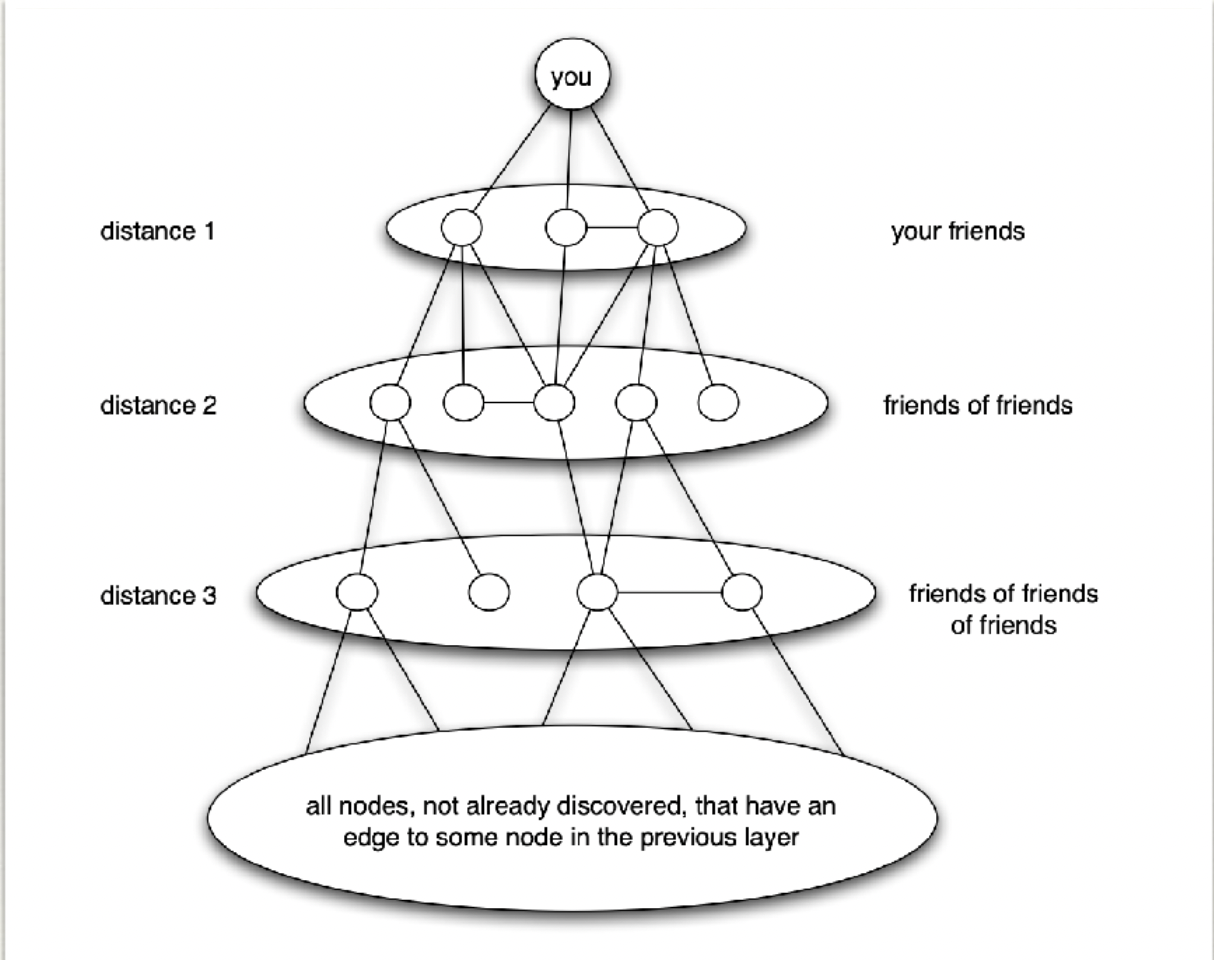 you
distance 1
your friends
distance 2
friends of friends
distance 3
friends of friends
of friends
all nodes, not already discovered, that have an
edge to some node in the previous layer